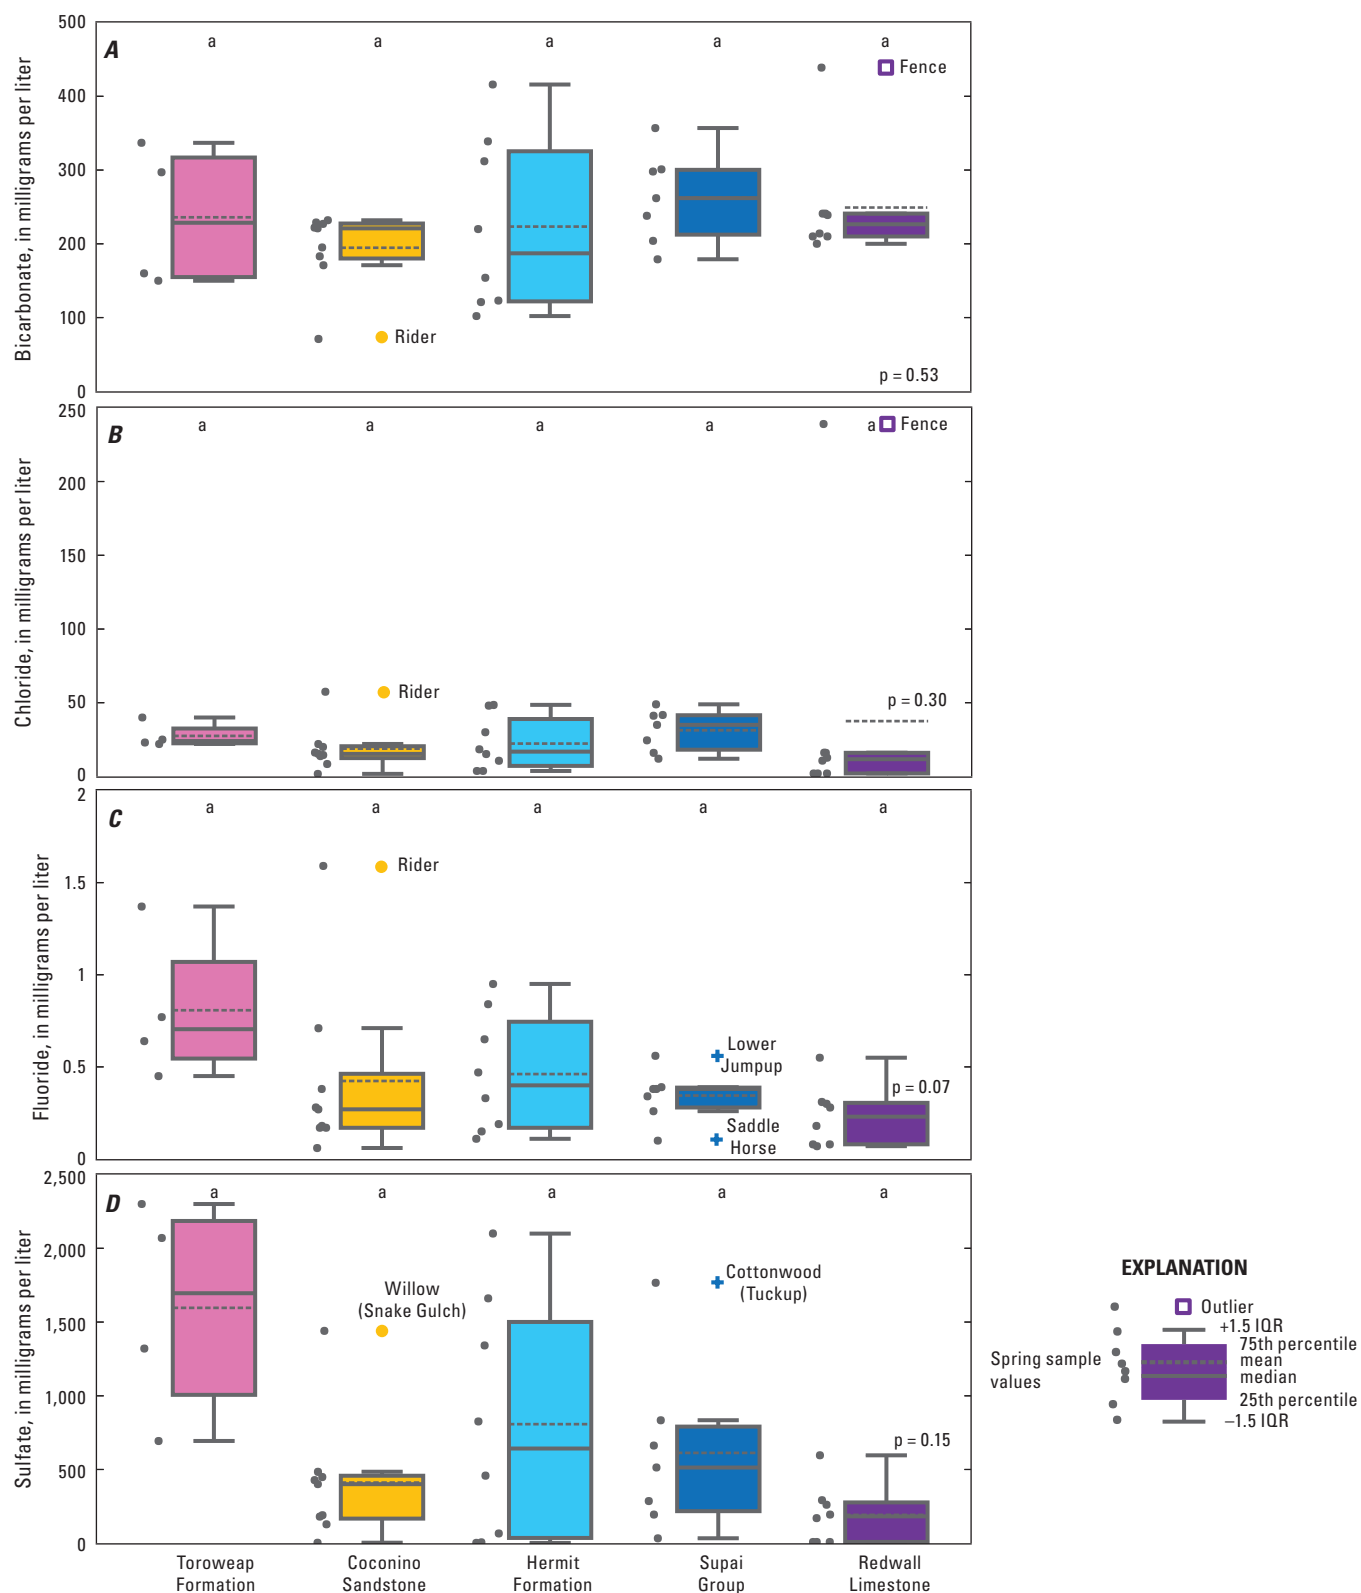 A
a a a a a
Bicarbonate, in milligrams per liter
500
400
300
200
100
0
Fence
Rider
p = 0.53
B
a a a a a
Chloride, in milligrams per liter
250
200
150
100
50
0
Fence
Rider
p = 0.30
C
a a a a a
Fluoride, in milligrams per liter
2
1.5
1
0.5
0
Rider
Lower
Jumpup
Saddle
Horse
p = 0.07
D
a a a a a
Sulfate, in milligrams per liter
2,500
2,000
1,500
1,000
500
0
Willow
(Snake Gulch)
Cottonwood
(Tuckup)
p = 0.15
Toroweap
Formation
Coconino
Sandstone
Hermit
Formation
Supai
Group
Redwall
Limestone
EXPLANATION
Outlier
+1.5 IQR
75th percentile
mean
median
25th percentile
–1.5 IQR
Spring sample
values